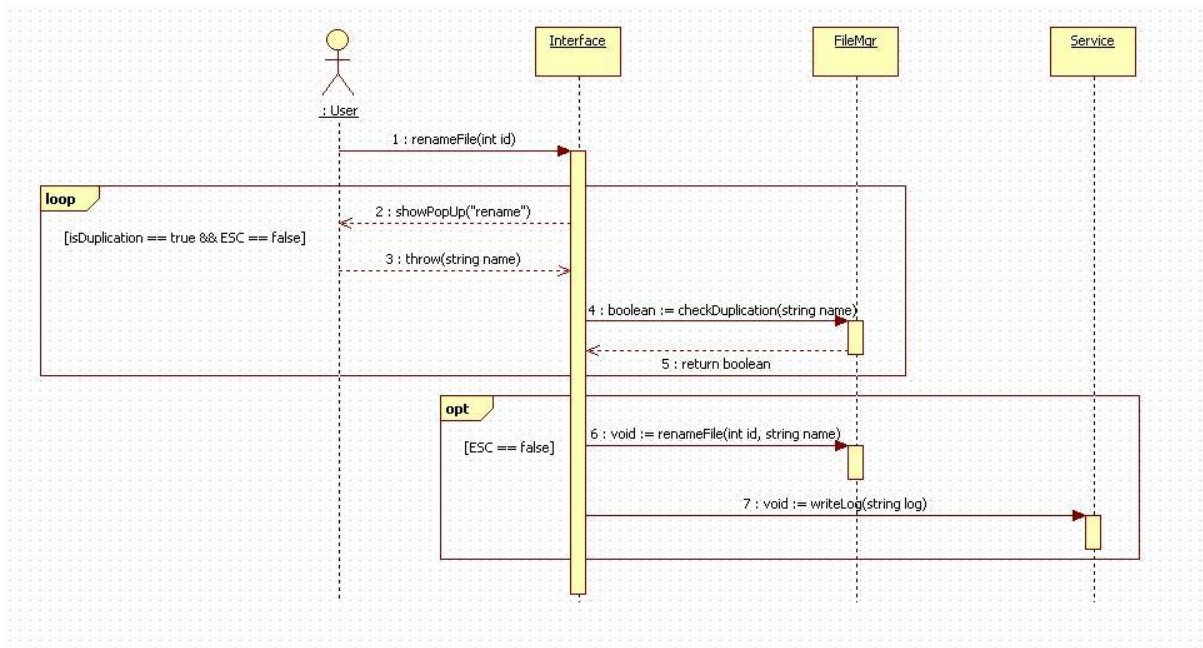 Interface
FileMgr
Service
: User
1 : renameFile(int id)
loop
2 : showPopUp("rename")
[isDuplication == true && ESC == false]
3 : throw(string name)
4 : boolean := checkDuplication(string name)
5 : return boolean
opt
6 : void := renameFile(int id, string name)
[ESC == false]
7 : void := writeLog(string log)